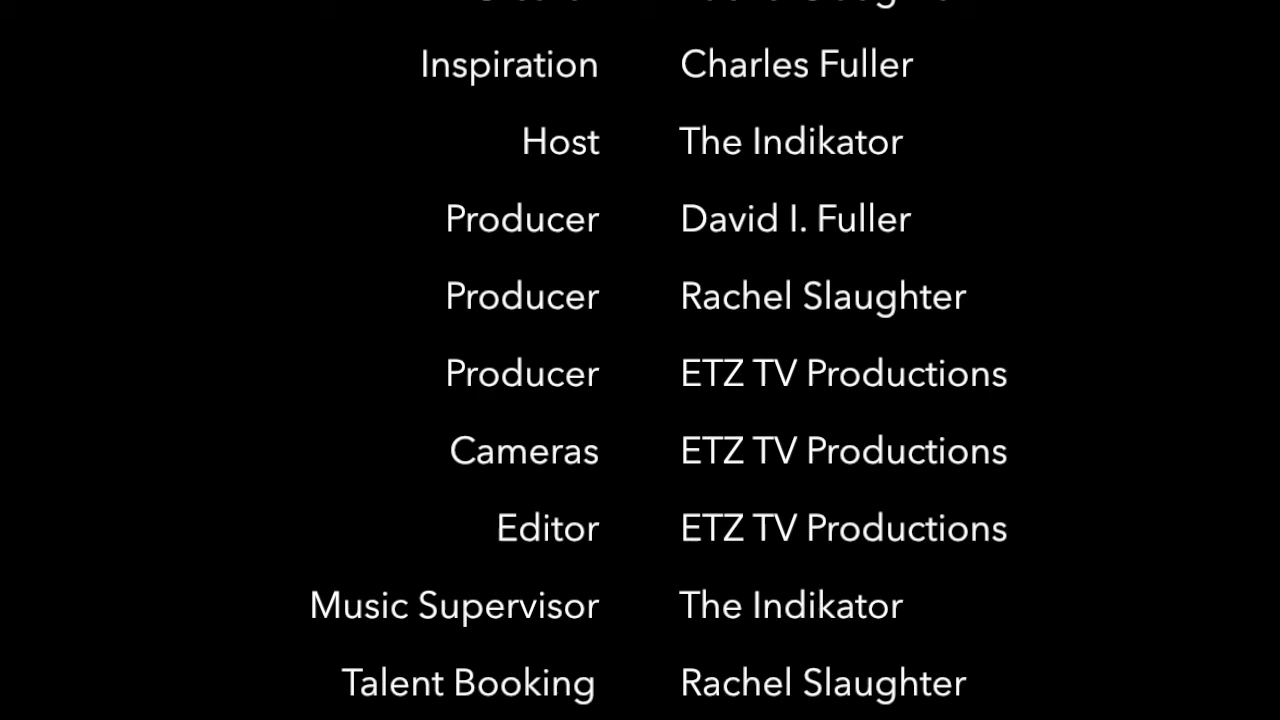 Inspiration Charles Fuller
Host The Indikator
Producer David I. Fuller
Producer Rachel Slaughter
Producer ETZ TV Productions
Cameras ETZ TV Productions
Editor ETZ TV Productions
Music Supervisor The Indikator
Talent Booking Rachel Slaughter